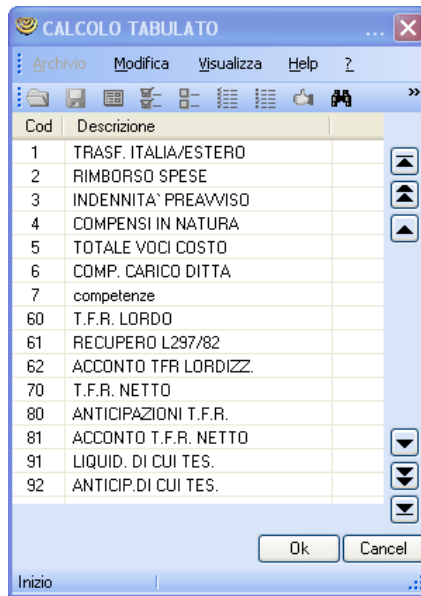 CALCOLO TABULATO ...
Archivio Modifica Visualizza Help ?
»
Cod Descrizione
1 TRASF. ITALIA/ESTERO
2 RIMBORSO SPESE
3 INDENNITA` PREAVVISO
4 COMPENSI IN NATURA
5 TOTALE VOCI COSTO
6 COMP. CARICO DITTA
7 competenze
60 T.F.R. LORDO
61 RECUPERO L297/82
62 ACCONTO TFR LORDIZZ.
70 T.F.R. NETTO
80 ANTICIPAZIONI T.F.R.
81 ACCONTO T.F.R. NETTO
91 LIQUID. DI CUI TES.
92 ANTICIP.DI CUI TES.
Ok Cancel
Inizio